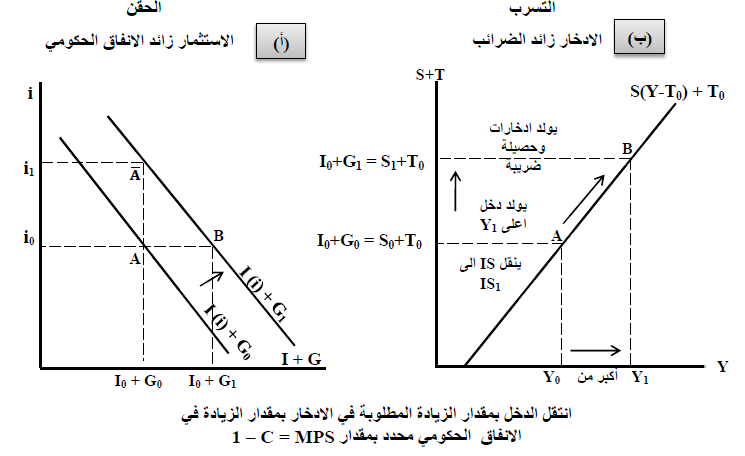 الحقن
التسرب
(أ)
الاستثمار زائد الانفاق الحكومي
(ب)
الادخار زائد الضرائب
i
i₁
i₀
Ā
A
B
I (i) + G₁
I (i) + G₀
I + G
I₀ + G₀
I₀ + G₁
S+T
S(Y-T₀) + T₀
I₀+G₁ = S₁+T₀
I₀+G₀ = S₀+T₀
يولد ادخارات
وحصيلة
ضريبة
يولد دخل
اعلى Y₁
ينقل IS الى
IS₁
A
B
Y₀
أكبر من
Y₁
Y
انتقل الدخل بمقدار الزيادة المطلوبة في الادخار بمقدار الزيادة في
الانفاق الحكومي محدد بمقدار 1 – C = MPS